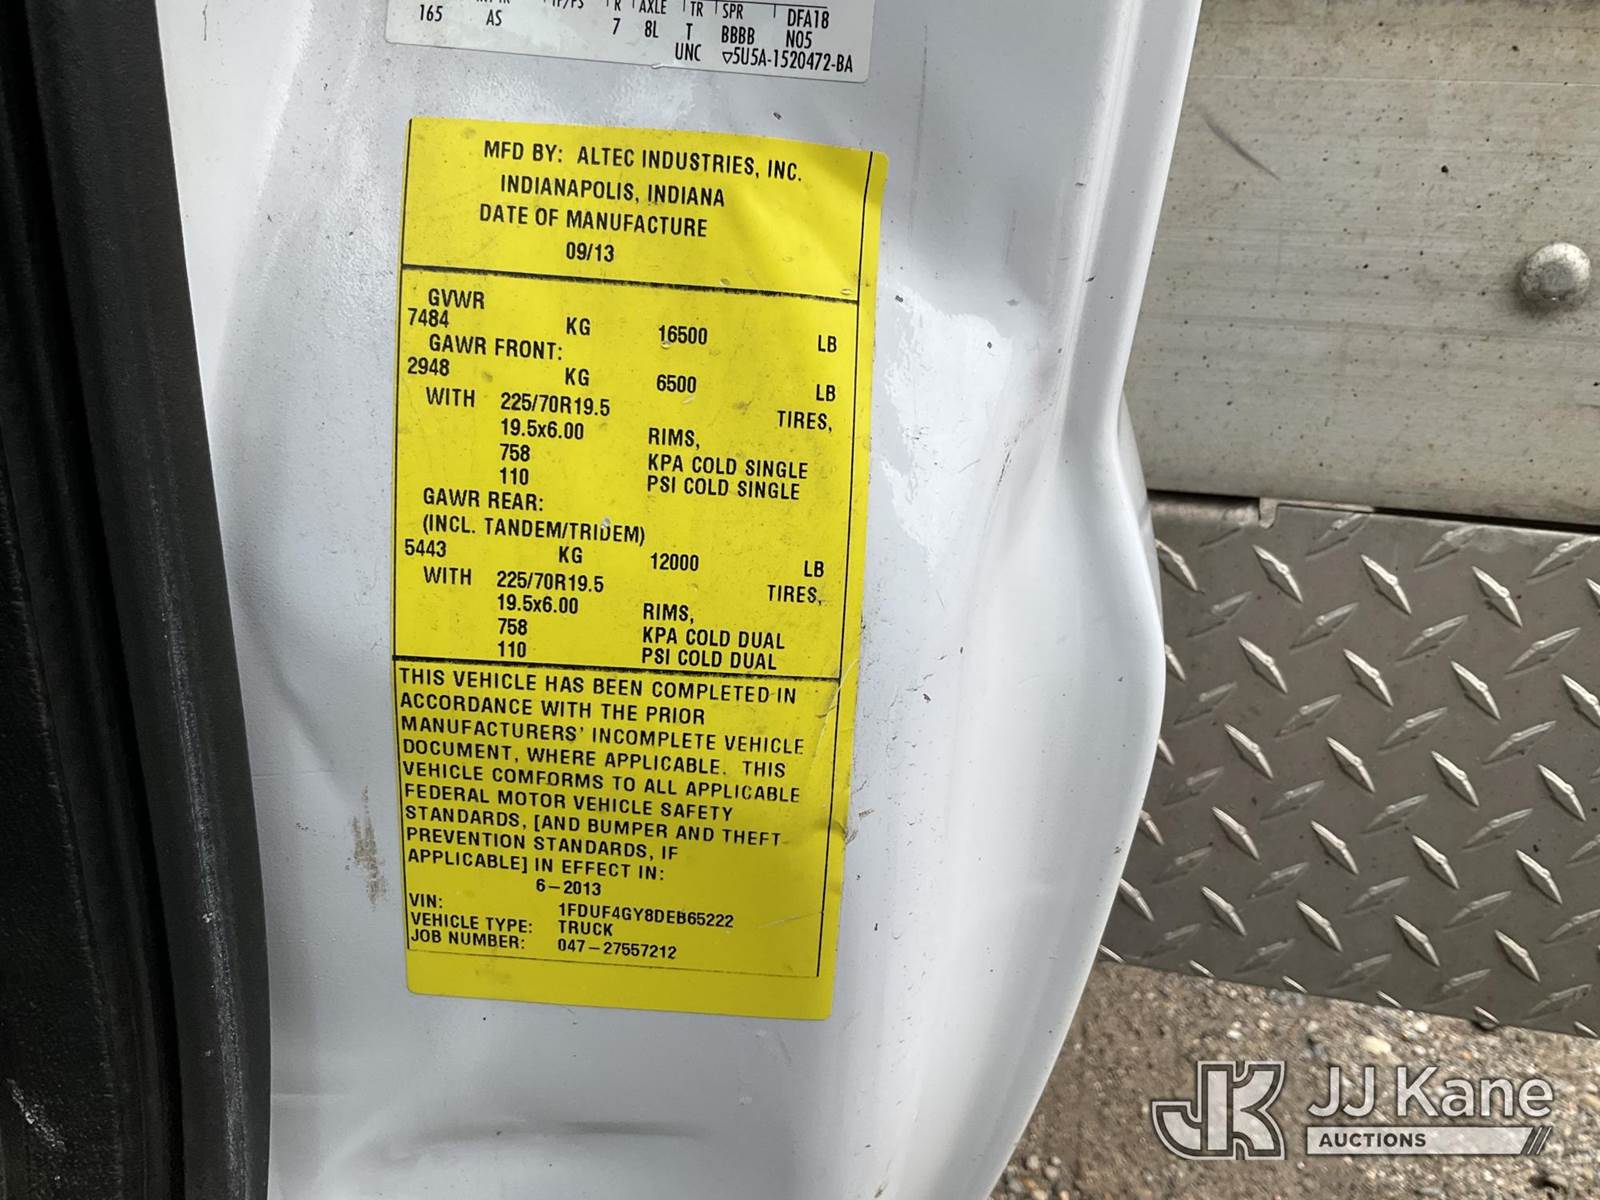 165 AS TP/PS R AXLE TR SPR DFA18
7 8L T BBBB N05
UNC ▽5U5A-1520472-BA
MFD BY: ALTEC INDUSTRIES, INC.
INDIANAPOLIS, INDIANA
DATE OF MANUFACTURE
09/13
GVWR
7484 KG 16500 LB
GAWR FRONT:
2948 KG 6500 LB
WITH 225/70R19.5 TIRES,
19.5x6.00 RIMS,
758 KPA COLD SINGLE
110 PSI COLD SINGLE
GAWR REAR:
(INCL. TANDEM/TRIDEM)
5443 KG 12000 LB
WITH 225/70R19.5 TIRES,
19.5x6.00 RIMS,
758 KPA COLD DUAL
110 PSI COLD DUAL
THIS VEHICLE HAS BEEN COMPLETED IN
ACCORDANCE WITH THE PRIOR
MANUFACTURERS' INCOMPLETE VEHICLE
DOCUMENT, WHERE APPLICABLE. THIS
VEHICLE COMFORMS TO ALL APPLICABLE
FEDERAL MOTOR VEHICLE SAFETY
STANDARDS, [AND BUMPER AND THEFT
PREVENTION STANDARDS, IF
APPLICABLE] IN EFFECT IN:
6-2013
VIN: 1FDUF4GY8DEB65222
VEHICLE TYPE: TRUCK
JOB NUMBER: 047-27557212
JK JJ Kane
AUCTIONS